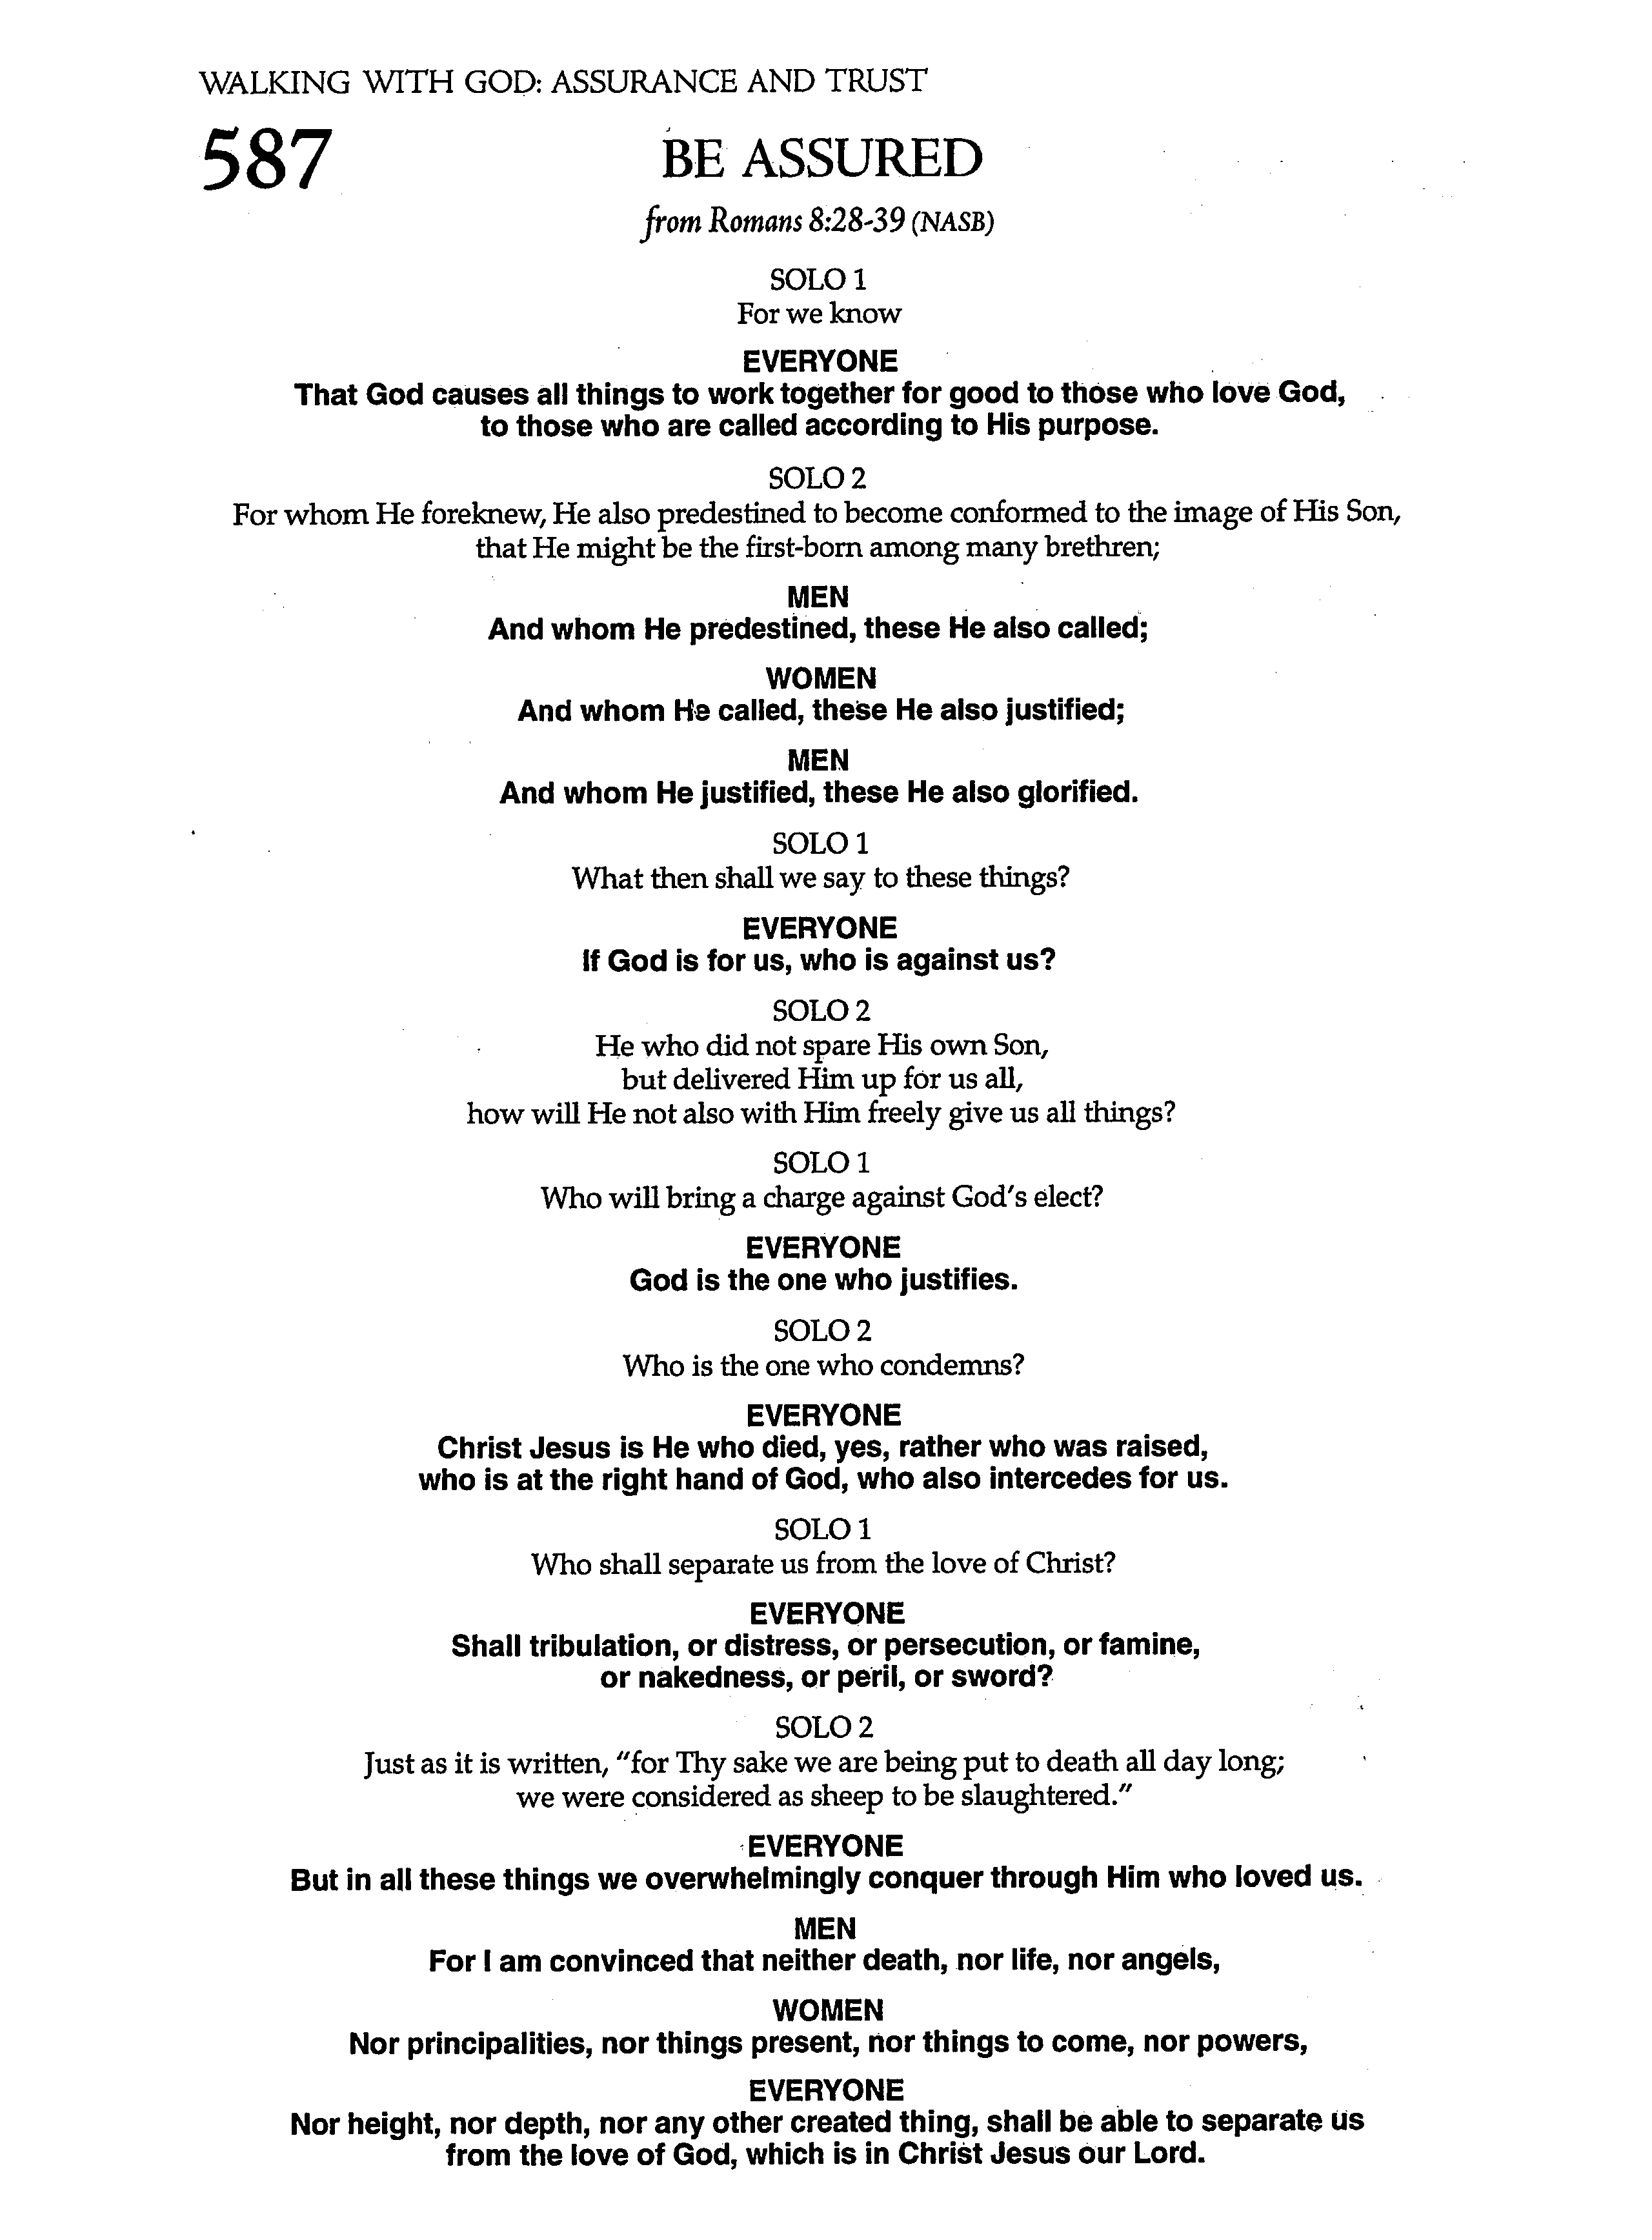 WALKING WITH GOD: ASSURANCE AND TRUST
587
BE ASSURED
from Romans 8:28-39 (NASB)
SOLO 1
For we know
EVERYONE
That God causes all things to work together for good to those who love God,
to those who are called according to His purpose.
SOLO 2
For whom He foreknew, He also predestined to become conformed to the image of His Son,
that He might be the first-born among many brethren;
MEN
And whom He predestined, these He also called;
WOMEN
And whom He called, these He also justified;
MEN
And whom He justified, these He also glorified.
SOLO 1
What then shall we say to these things?
EVERYONE
If God is for us, who is against us?
SOLO 2
He who did not spare His own Son,
but delivered Him up for us all,
how will He not also with Him freely give us all things?
SOLO 1
Who will bring a charge against God's elect?
EVERYONE
God is the one who justifies.
SOLO 2
Who is the one who condemns?
EVERYONE
Christ Jesus is He who died, yes, rather who was raised,
who is at the right hand of God, who also intercedes for us.
SOLO 1
Who shall separate us from the love of Christ?
EVERYONE
Shall tribulation, or distress, or persecution, or famine,
or nakedness, or peril, or sword?
SOLO 2
Just as it is written, "for Thy sake we are being put to death all day long;
we were considered as sheep to be slaughtered."
EVERYONE
But in all these things we overwhelmingly conquer through Him who loved us.
MEN
For I am convinced that neither death, nor life, nor angels,
WOMEN
Nor principalities, nor things present, nor things to come, nor powers,
EVERYONE
Nor height, nor depth, nor any other created thing, shall be able to separate us
from the love of God, which is in Christ Jesus our Lord.